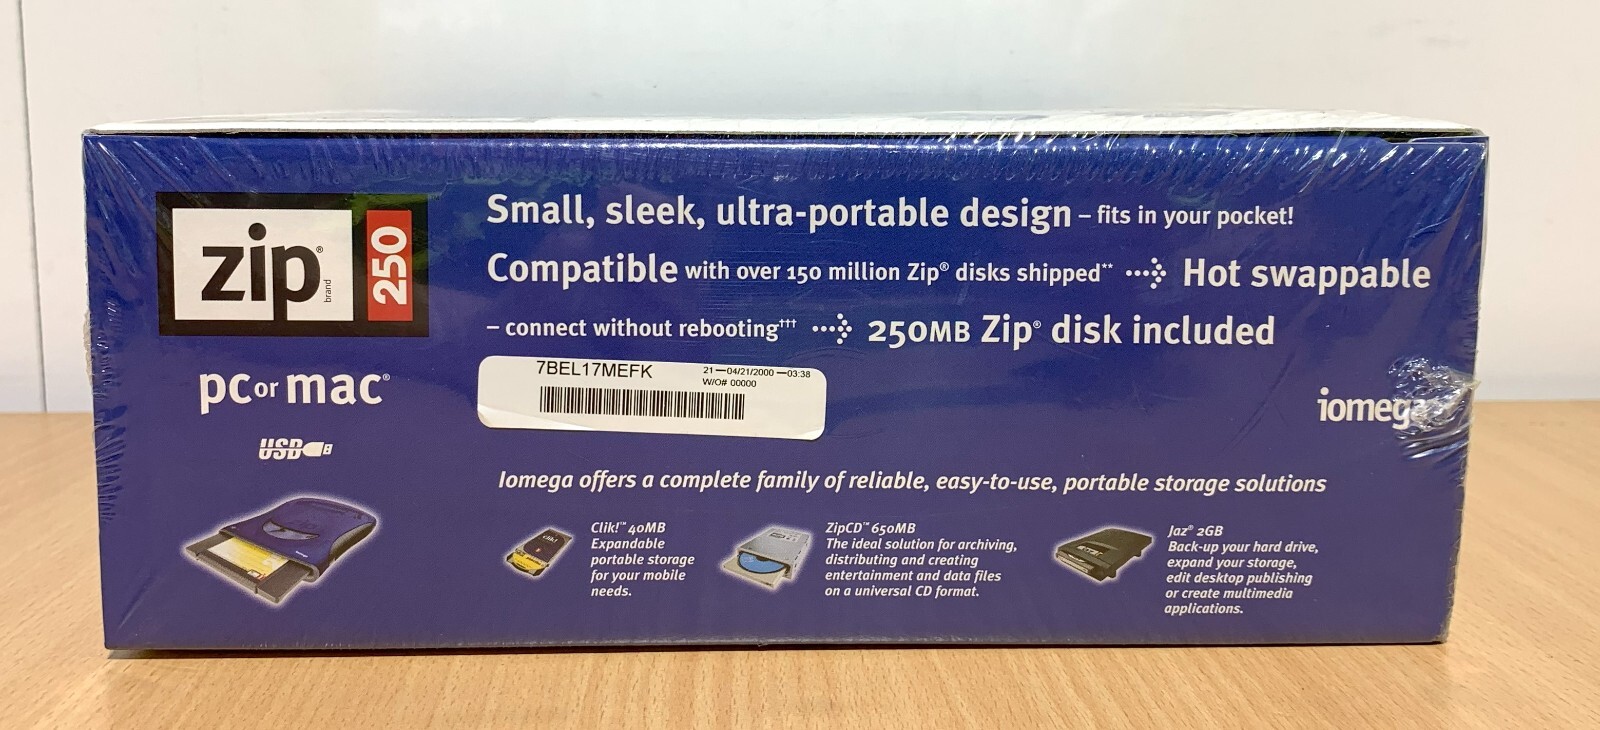 zip® brand 250
pc or mac®
USB
Small, sleek, ultra-portable design – fits in your pocket!
Compatible with over 150 million Zip® disks shipped** ····> Hot swappable
– connect without rebooting††† ····> 250MB Zip® disk included
7BEL17MEFK 21—04/21/2000 —03:38
W/O# 00000
iomega
Iomega offers a complete family of reliable, easy-to-use, portable storage solutions
Clik!™ 40MB
Expandable
portable storage
for your mobile
needs.
ZipCD™ 650MB
The ideal solution for archiving,
distributing and creating
entertainment and data files
on a universal CD format.
Jaz® 2GB
Back-up your hard drive,
expand your storage,
edit desktop publishing
or create multimedia
applications.